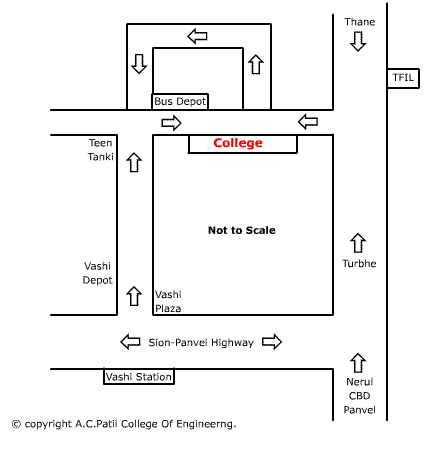 Thane
TFIL
Bus Depot
Teen
Tanki
College
Not to Scale
Turbhe
Vashi
Depot
Vashi
Plaza
Sion-Panvel Highway
Vashi Station
Nerul
CBD
Panvel
© copyright A.C.Patil College Of Engineerng.